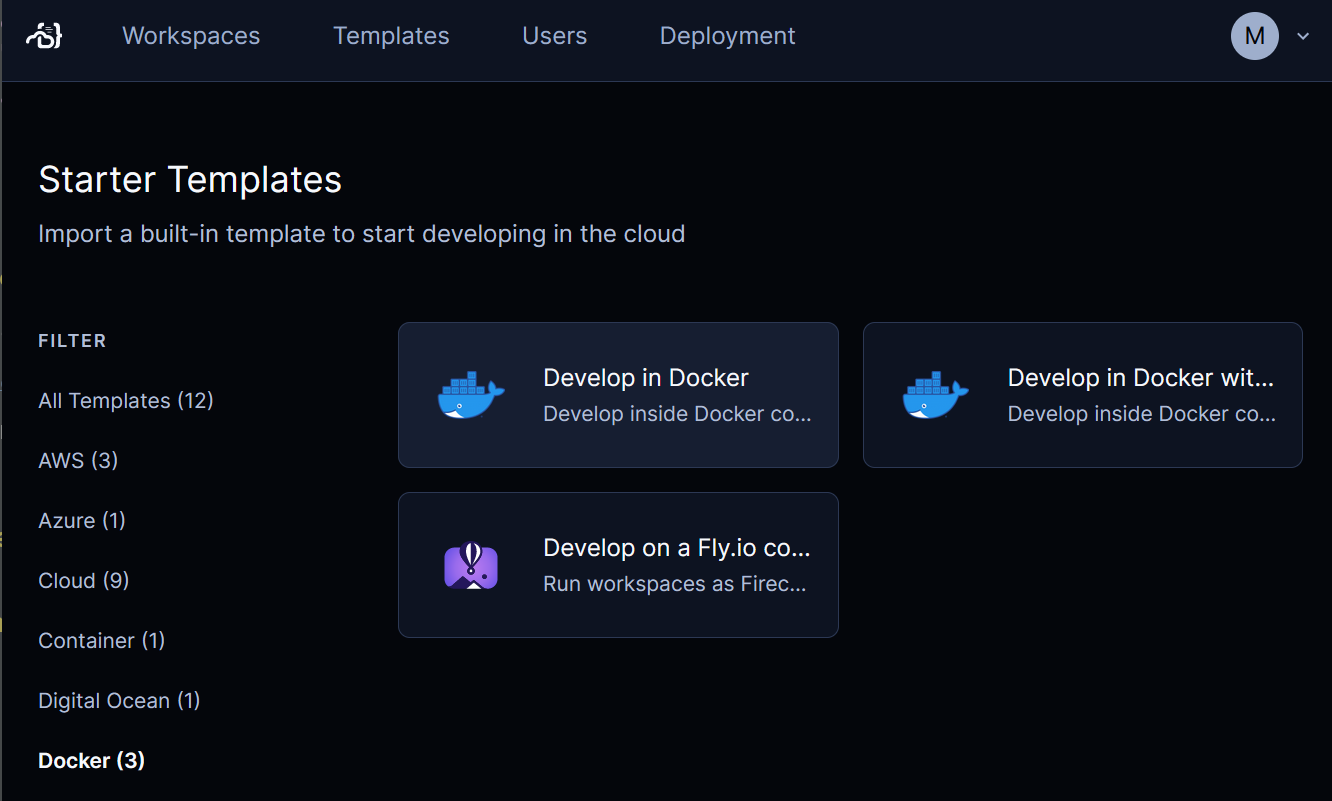 Workspaces Templates Users Deployment M
Starter Templates
Import a built-in template to start developing in the cloud
FILTER
All Templates (12)
AWS (3)
Azure (1)
Cloud (9)
Container (1)
Digital Ocean (1)
Docker (3)
Develop in Docker
Develop inside Docker co...
Develop in Docker wit...
Develop inside Docker co...
Develop on a Fly.io co...
Run workspaces as Firec...